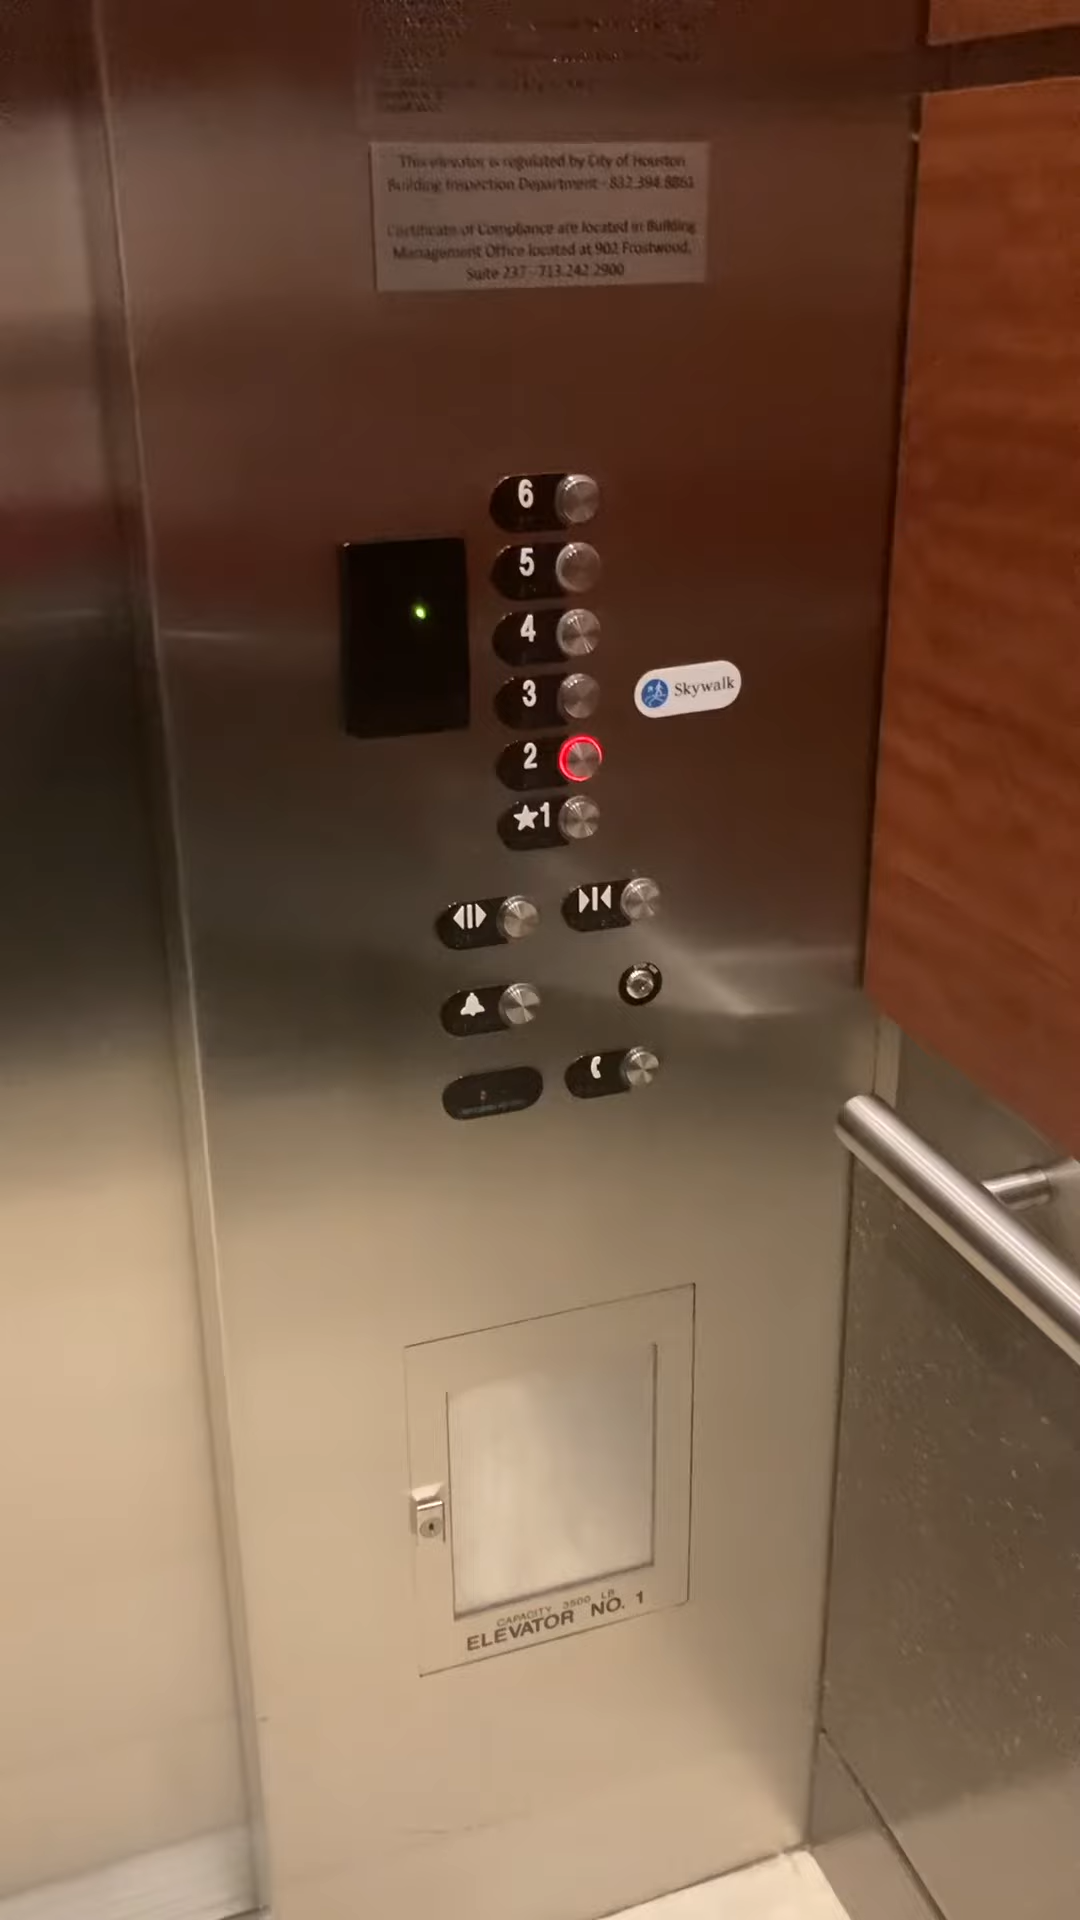 This elevator is regulated by City of Houston
Building Inspection Department - 832.394.8861
Certificate of Compliance are located in Building
Management Office located at 902 Frostwood,
Suite 237 - 713.242.2900
6
5
4
3
Skywalk
2
★1
CAPACITY 3500 LB.
ELEVATOR NO. 1